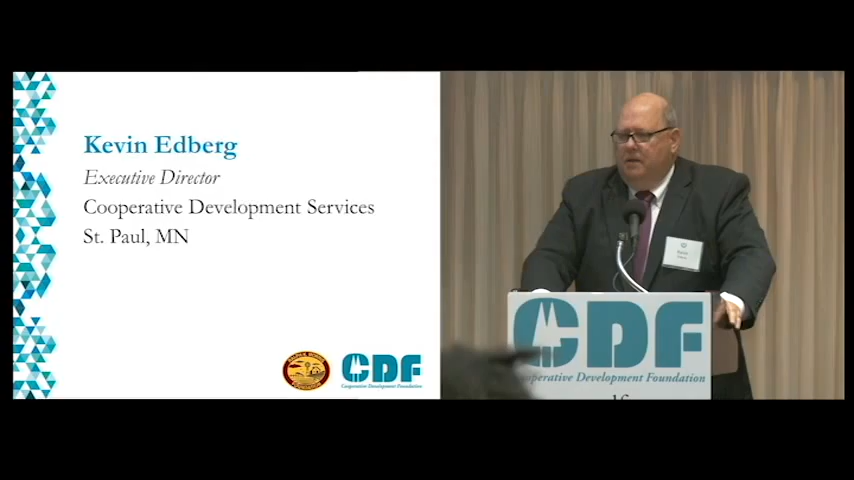 Kevin Edberg
Executive Director
Cooperative Development Services
St. Paul, MN
CDF
Cooperative Development Foundation
CDF
Cooperative Development Foundation